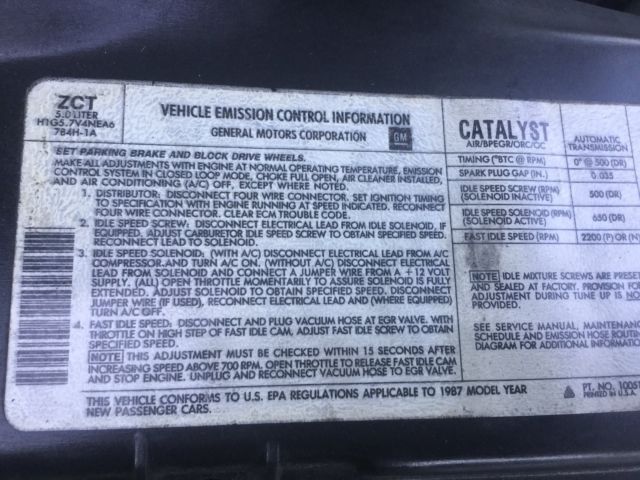 ZCT
5.0 LITER
H1G5.7V4NEA6
7B4H-1A
VEHICLE EMISSION CONTROL INFORMATION
GENERAL MOTORS CORPORATION
GM
SET PARKING BRAKE AND BLOCK DRIVE WHEELS.
MAKE ALL ADJUSTMENTS WITH ENGINE AT NORMAL OPERATING TEMPERATURE, EMISSION
CONTROL SYSTEM IN CLOSED LOOP MODE, CHOKE FULL OPEN, AIR CLEANER INSTALLED,
AND AIR CONDITIONING (A/C) OFF, EXCEPT WHERE NOTED.
1. DISTRIBUTOR: DISCONNECT FOUR WIRE CONNECTOR. SET IGNITION TIMING
TO SPECIFICATION WITH ENGINE RUNNING AT SPEED INDICATED. RECONNECT
FOUR WIRE CONNECTOR. CLEAR ECM TROUBLE CODE.
2. IDLE SPEED SCREW: DISCONNECT ELECTRICAL LEAD FROM IDLE SOLENOID, IF
EQUIPPED. ADJUST CARBURETOR IDLE SPEED SCREW TO OBTAIN SPECIFIED SPEED.
RECONNECT LEAD TO SOLENOID.
3. IDLE SPEED SOLENOID: (WITH A/C) DISCONNECT ELECTRICAL LEAD FROM A/C
COMPRESSOR AND TURN A/C ON. (WITHOUT A/C) DISCONNECT ELECTRICAL
LEAD FROM SOLENOID AND CONNECT A JUMPER WIRE FROM A + 12 VOLT
SUPPLY. (ALL) OPEN THROTTLE MOMENTARILY TO ASSURE SOLENOID IS FULLY
EXTENDED. ADJUST SOLENOID TO OBTAIN SPECIFIED SPEED. DISCONNECT
JUMPER WIRE (IF USED), RECONNECT ELECTRICAL LEAD AND (WHERE EQUIPPED)
TURN A/C OFF.
4. FAST IDLE SPEED: DISCONNECT AND PLUG VACUUM HOSE AT EGR VALVE. WITH
THROTTLE ON HIGH STEP OF FAST IDLE CAM, ADJUST FAST IDLE SCREW TO OBTAIN
SPECIFIED SPEED.
NOTE THIS ADJUSTMENT MUST BE CHECKED WITHIN 15 SECONDS AFTER
INCREASING SPEED ABOVE 700 RPM. OPEN THROTTLE TO RELEASE FAST IDLE CAM
AND STOP ENGINE. UNPLUG AND RECONNECT VACUUM HOSE TO EGR VALVE.
THIS VEHICLE CONFORMS TO U.S. EPA REGULATIONS APPLICABLE TO 1987 MODEL YEAR
NEW PASSENGER CARS.
CATALYST
AIR/BPEGR/ORC/OC
AUTOMATIC
TRANSMISSION
TIMING (°BTC @ RPM) 0° @ 500 (DR)
SPARK PLUG GAP (IN.) 0.035
IDLE SPEED SCREW (RPM)
(SOLENOID INACTIVE) 500 (DR)
IDLE SPEED SOLENOID (RPM)
(SOLENOID ACTIVE) 650 (DR)
FAST IDLE SPEED (RPM) 2200 (P) OR (N)
NOTE IDLE MIXTURE SCREWS ARE PRESE
AND SEALED AT FACTORY. PROVISION FOR
ADJUSTMENT DURING TUNE UP IS NOT
PROVIDED.
SEE SERVICE MANUAL, MAINTENANC
SCHEDULE AND EMISSION HOSE ROUTING
DIAGRAM FOR ADDITIONAL INFORMATION
PT. NO. 1005
PRINTED IN U.S.A.